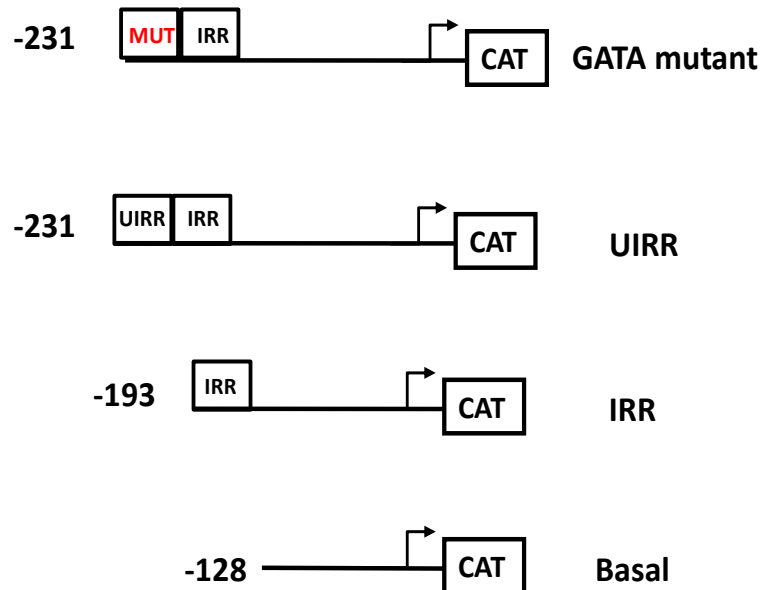 -231 MUT IRR CAT GATA mutant
-231 UIRR IRR CAT UIRR
-193 IRR CAT IRR
-128 CAT Basal